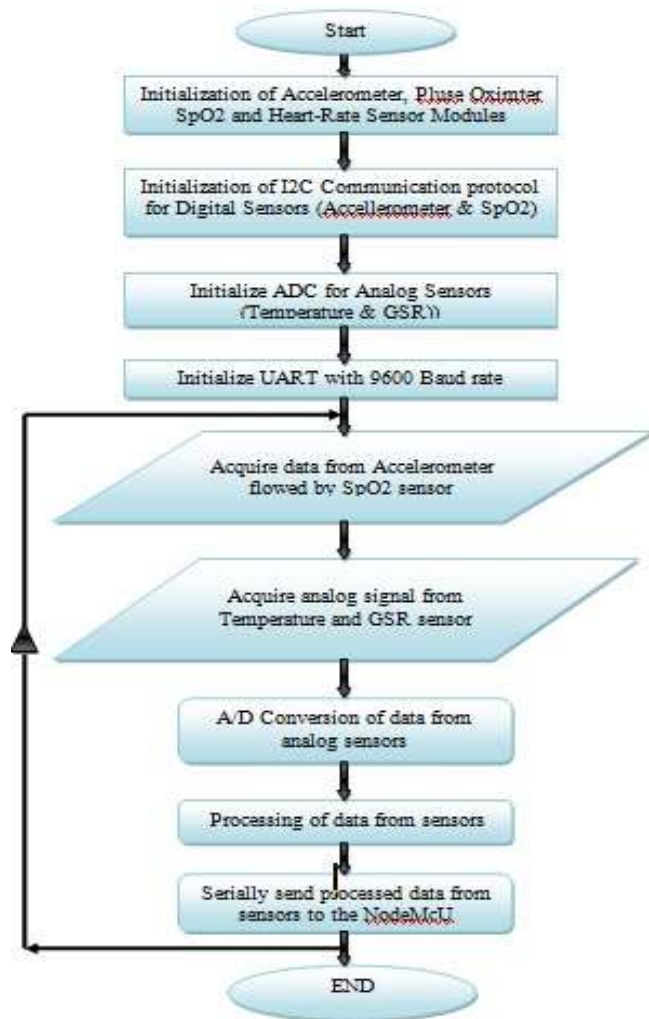 Start
Initialization of Accelerometer, Pluse Oximter
SpO2 and Heart-Rate Sensor Modules
Initialization of I2C Communication protocol
for Digital Sensors (Accellerometer & SpO2)
Initialize ADC for Analog Sensors
(Temperature & GSR))
Initialize UART with 9600 Baud rate
Acquire data from Accelerometer
flowed by SpO2 sensor
Acquire analog signal from
Temperature and GSR sensor
A/D Conversion of data from
analog sensors
Processing of data from sensors
Serially send processed data from
sensors to the NodeMcU
END